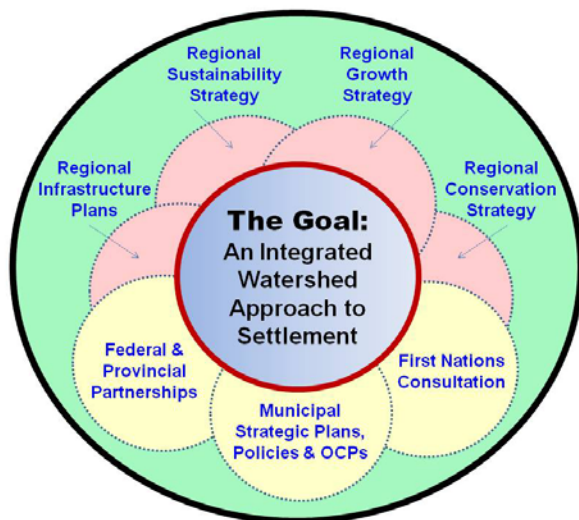 Regional
Sustainability
Strategy
Regional
Growth
Strategy
Regional
Infrastructure
Plans
Regional
Conservation
Strategy
The Goal:
An Integrated
Watershed
Approach to
Settlement
Federal &
Provincial
Partnerships
First Nations
Consultation
Municipal
Strategic Plans,
Policies & OCPs